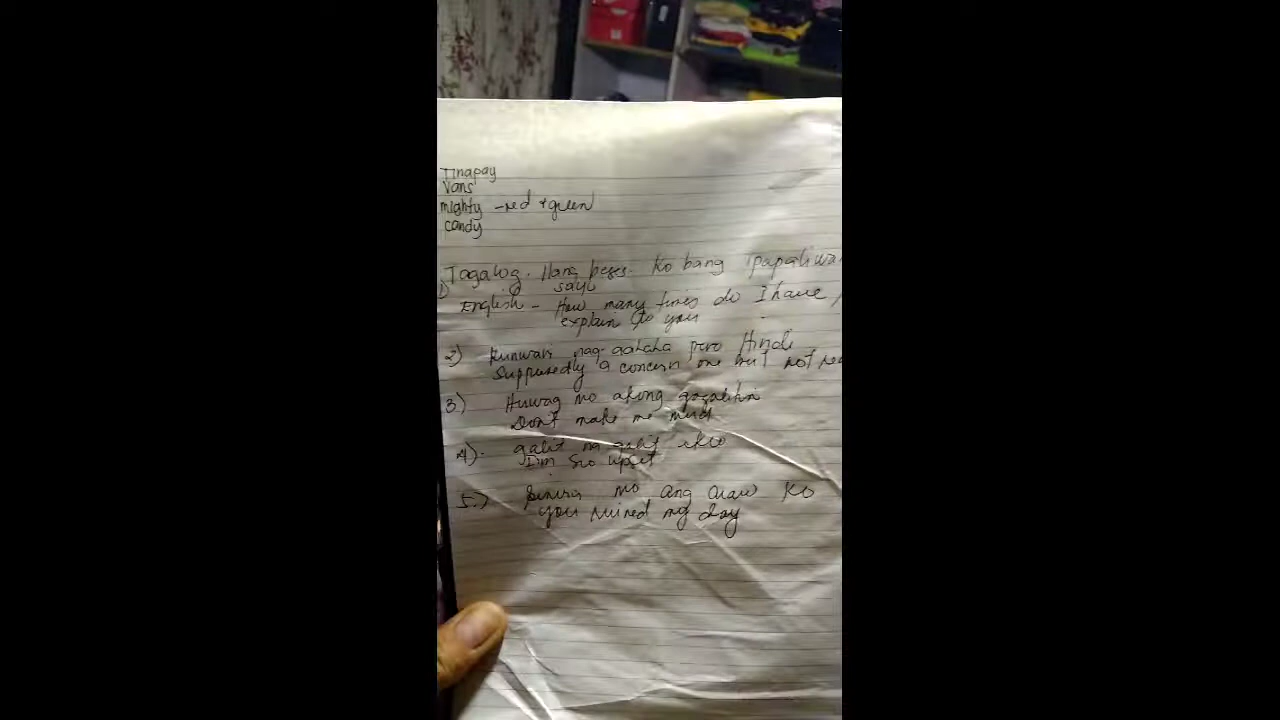 Tinapay
Vans
mighty - red + green
candy
Tagalog. Ilang beses. Ko bang ipapaliwa
1)
sayo
English - How many times do I have
explain to you
2) Kunwari nag-aalala pero Hindi
Supposedly a concern one but not rea
3.) Huwag mo akong gagalitin
Don't make me mad
4). galit na galit ako
I'm so upset
5.) Sinira mo ang araw Ko
you ruined my day